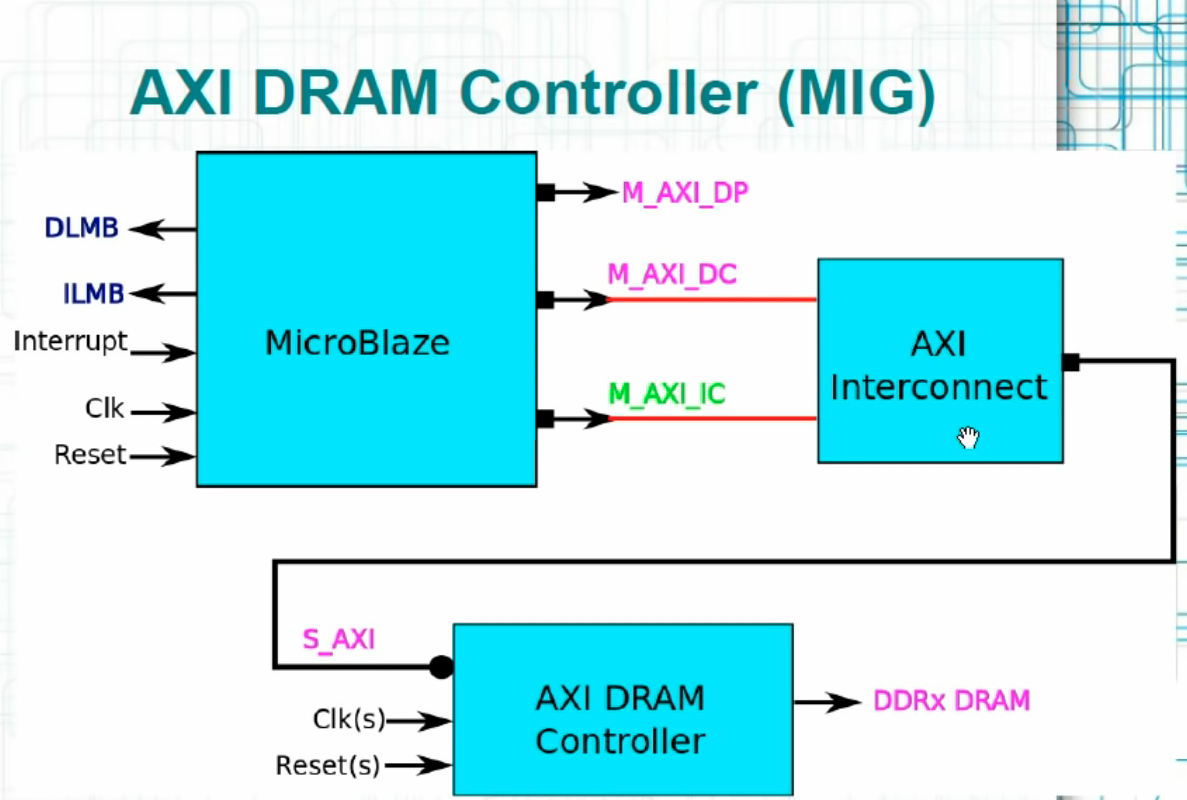 AXI DRAM Controller (MIG)
M_AXI_DP
DLMB
M_AXI_DC
ILMB
Interrupt
MicroBlaze
AXI
Interconnect
M_AXI_IC
Clk
Reset
S_AXI
AXI DRAM
Controller
DDRx DRAM
Clk(s)
Reset(s)